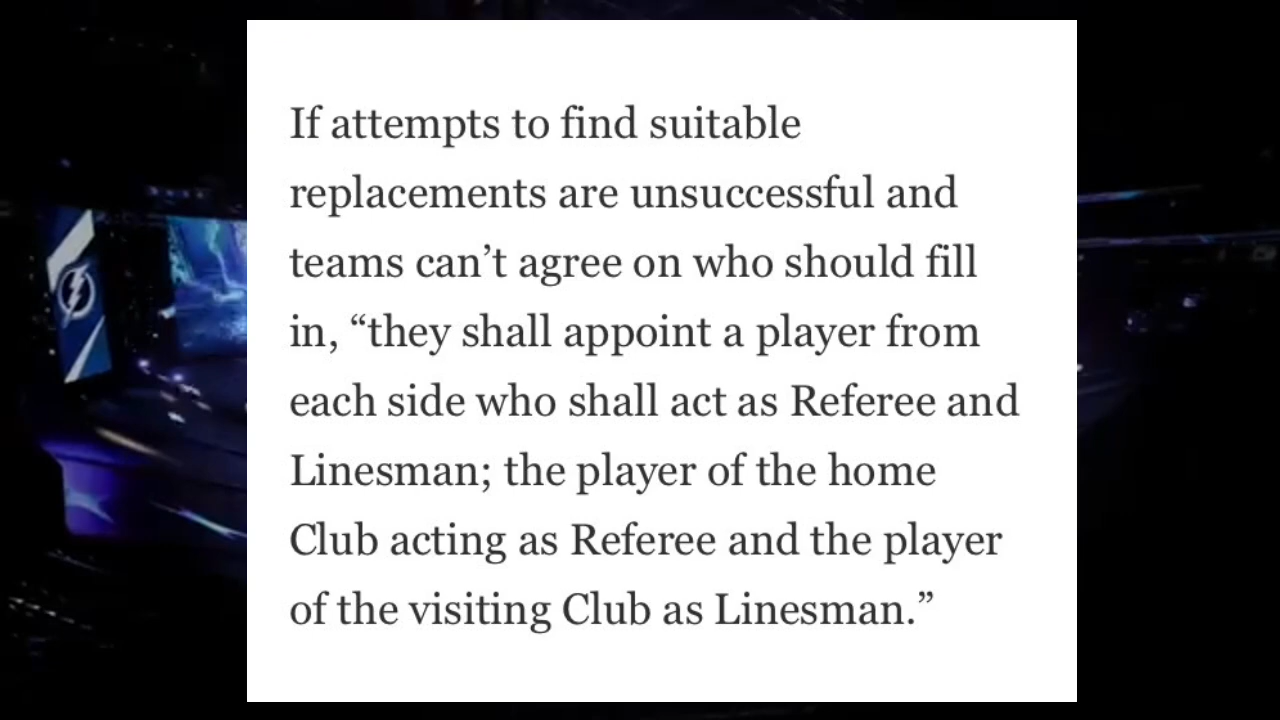 If attempts to find suitable
replacements are unsuccessful and
teams can’t agree on who should fill
in, “they shall appoint a player from
each side who shall act as Referee and
Linesman; the player of the home
Club acting as Referee and the player
of the visiting Club as Linesman.”